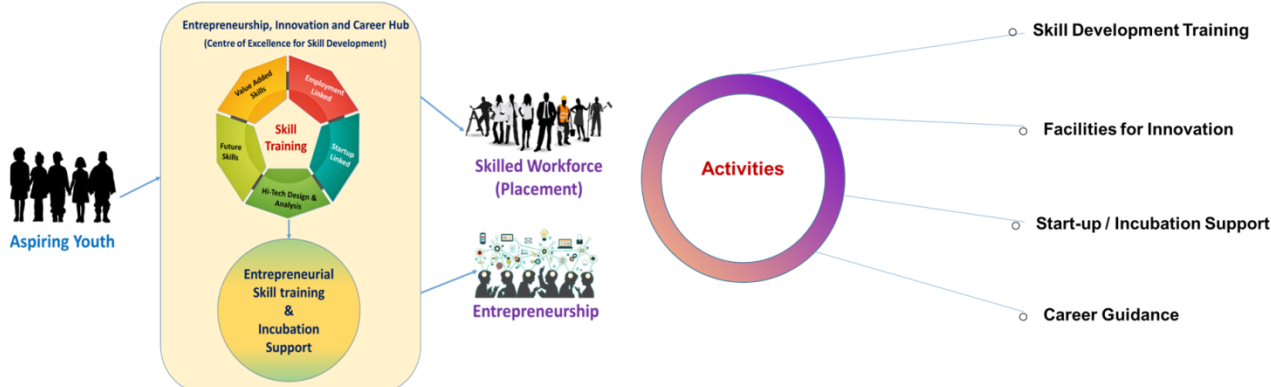 Entrepreneurship, Innovation and Career Hub
(Centre of Excellence for Skill Development)
Value Added
Skills
Employment
Linked
Skill
Training
Future
Skills
Startup
Linked
Hi-Tech Design &
Analysis
Aspiring Youth
Entrepreneurial
Skill training
&
Incubation
Support
Skilled Workforce
(Placement)
Entrepreneurship
Activities
Skill Development Training
Facilities for Innovation
Start-up / Incubation Support
Career Guidance